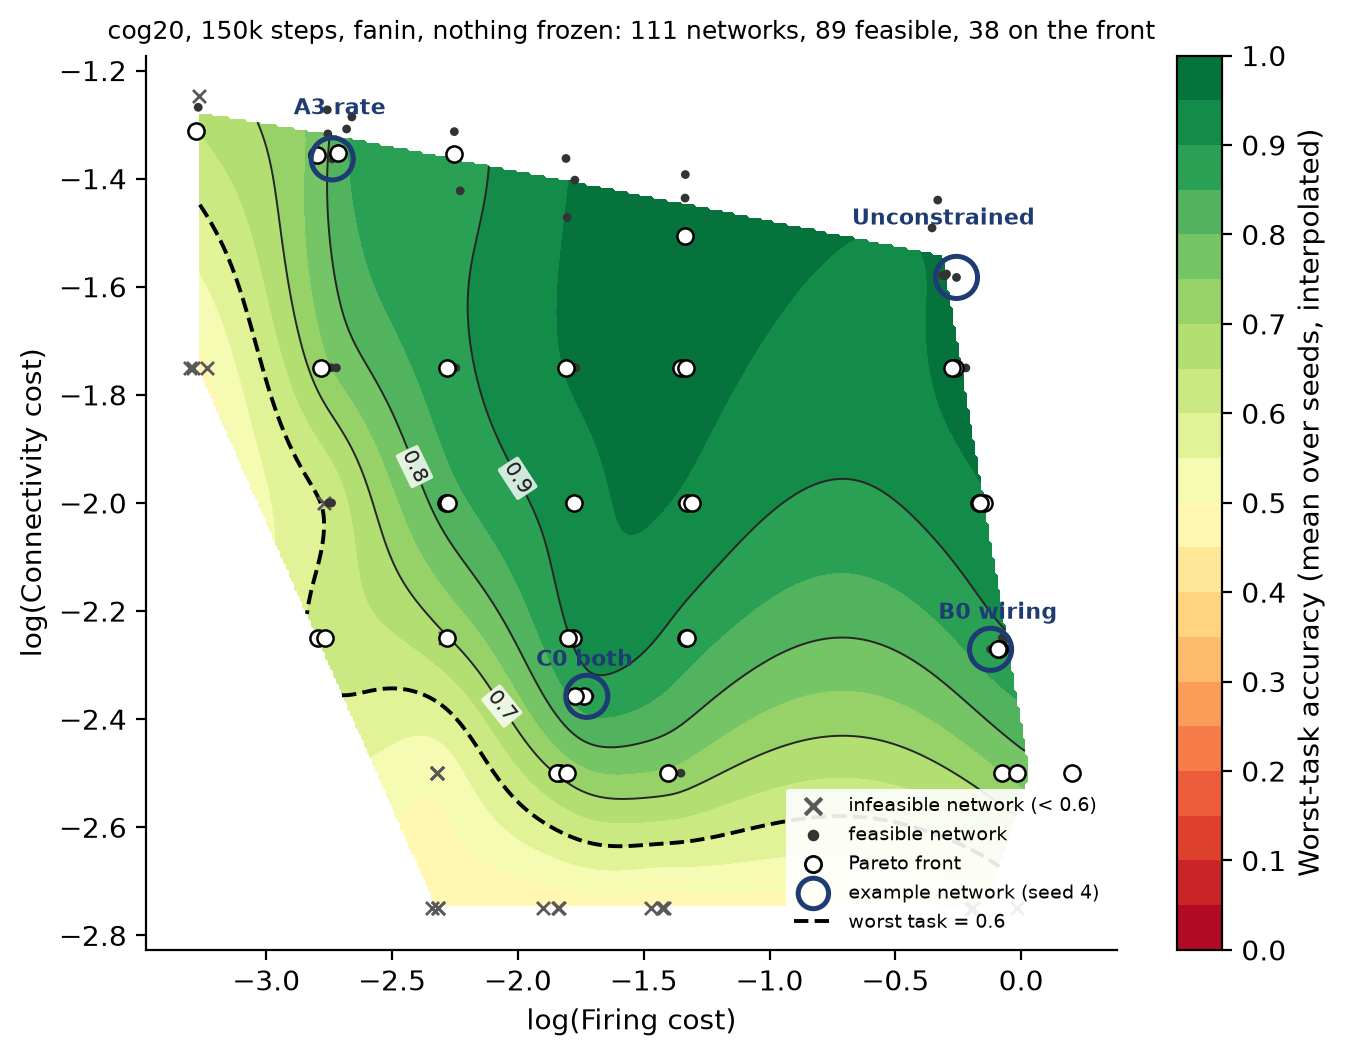 cog20, 150k steps, fanin, nothing frozen: 111 networks, 89 feasible, 38 on the front
−1.2
−1.4
−1.6
−1.8
−2.0
−2.2
−2.4
−2.6
−2.8
log(Connectivity cost)
A3 rate
Unconstrained
B0 wiring
C0 both
0.8
0.9
0.7
infeasible network (< 0.6)
feasible network
Pareto front
example network (seed 4)
worst task = 0.6
−3.0
−2.5
−2.0
−1.5
−1.0
−0.5
0.0
log(Firing cost)
1.0
0.9
0.8
0.7
0.6
0.5
0.4
0.3
0.2
0.1
0.0
Worst-task accuracy (mean over seeds, interpolated)